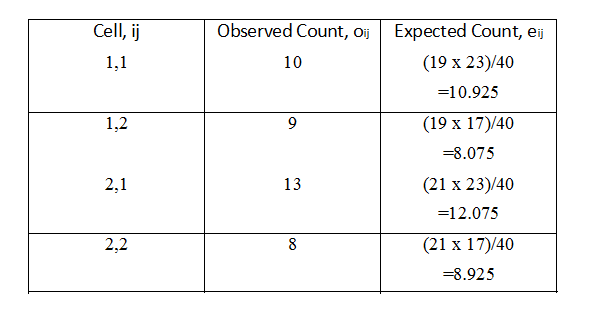 Cell, ij Observed Count, oij Expected Count, eij
1,1 10 (19 x 23)/40
=10.925
1,2 9 (19 x 17)/40
=8.075
2,1 13 (21 x 23)/40
=12.075
2,2 8 (21 x 17)/40
=8.925